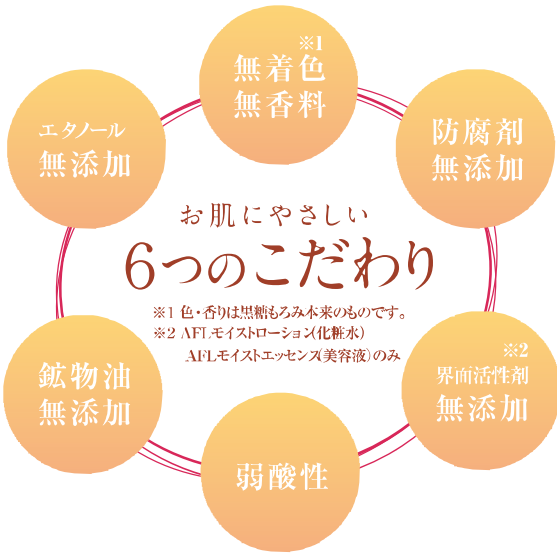 ※1
無着色
無香料
防腐剤
無添加
※2
界面活性剤
無添加
弱酸性
鉱物油
無添加
エタノール
無添加
お肌にやさしい
6つのこだわり
※1 色・香りは黒糖もろみ本来のものです。
※2 AFLモイストローション(化粧水)
AFLモイストエッセンス(美容液)のみ